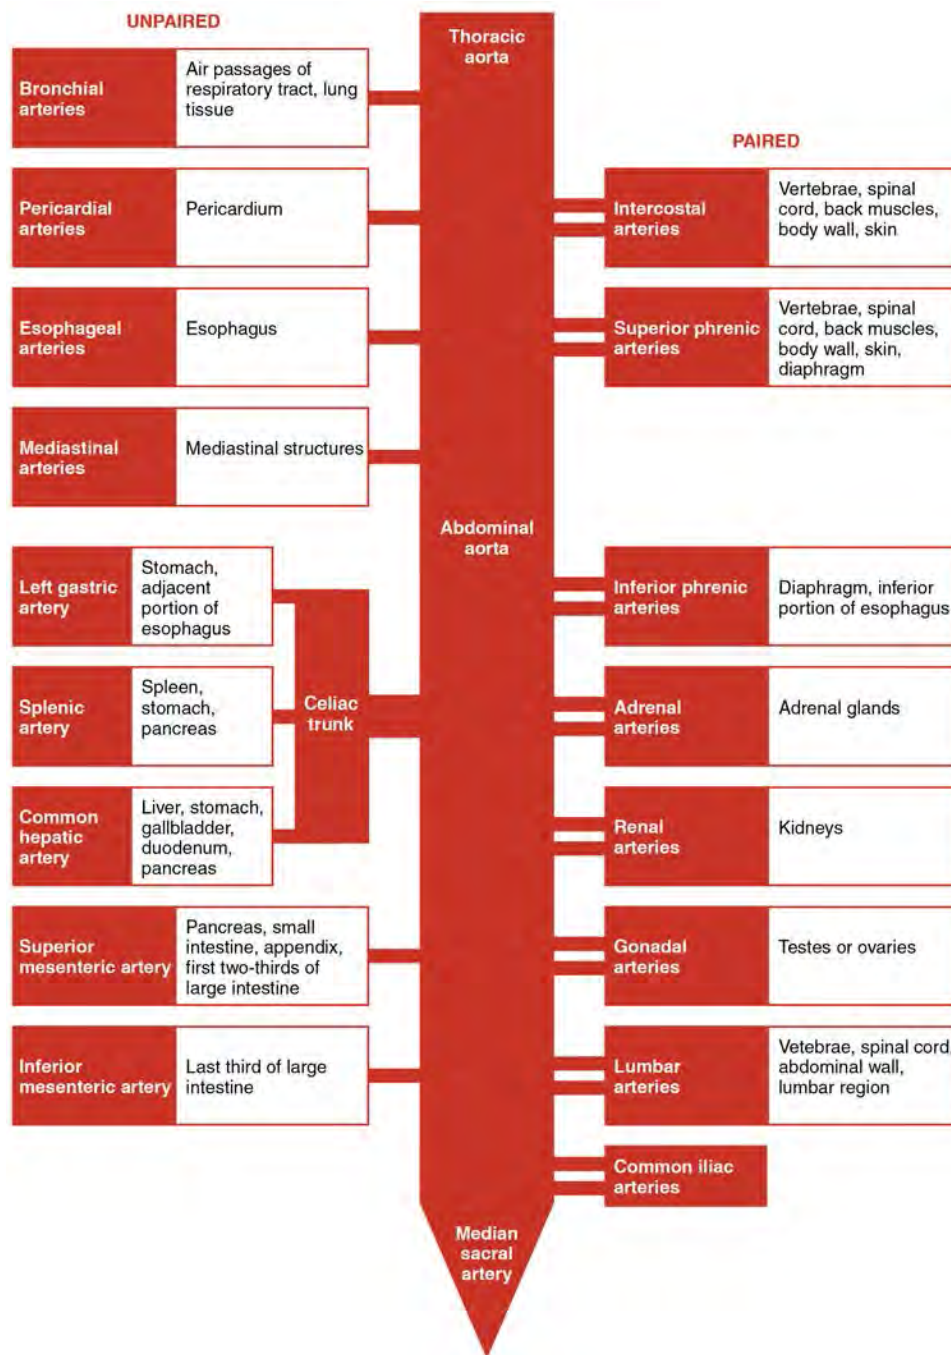 UNPAIRED
Thoracic
aorta
Bronchial
arteries
Air passages of
respiratory tract, lung
tissue
PAIRED
Pericardial
arteries
Pericardium
Intercostal
arteries
Vertebrae, spinal
cord, back muscles,
body wall, skin
Esophageal
arteries
Esophagus
Superior phrenic
arteries
Vertebrae, spinal
cord, back muscles,
body wall, skin,
diaphragm
Mediastinal
arteries
Mediastinal structures
Abdominal
aorta
Left gastric
artery
Stomach,
adjacent
portion of
esophagus
Inferior phrenic
arteries
Diaphragm, inferior
portion of esophagus
Splenic
artery
Spleen,
stomach,
pancreas
Celiac
trunk
Adrenal
arteries
Adrenal glands
Common
hepatic
artery
Liver, stomach,
gallbladder,
duodenum,
pancreas
Renal
arteries
Kidneys
Superior
mesenteric artery
Pancreas, small
intestine, appendix,
first two-thirds of
large intestine
Gonadal
arteries
Testes or ovaries
Inferior
mesenteric artery
Last third of large
intestine
Lumbar
arteries
Vetebrae, spinal cord,
abdominal wall,
lumbar region
Common iliac
arteries
Median
sacral
artery